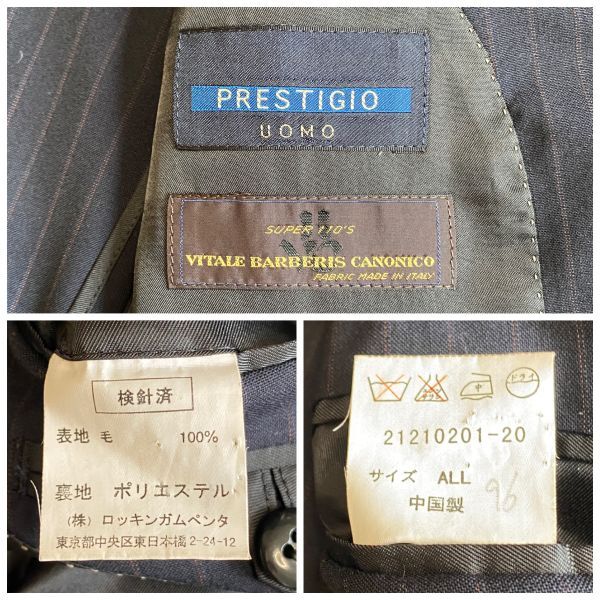 PRESTIGIO
UOMO
SUPER 110'S
VITALE BARBERIS CANONICO
FABRIC MADE IN ITALY
検針済
表地 毛 100%
裏地 ポリエステル
(株) ロッキンガムペンタ
東京都中央区東日本橋2-24-12
中 ドライ
21210201-20
サイズ ALL
中国製
96